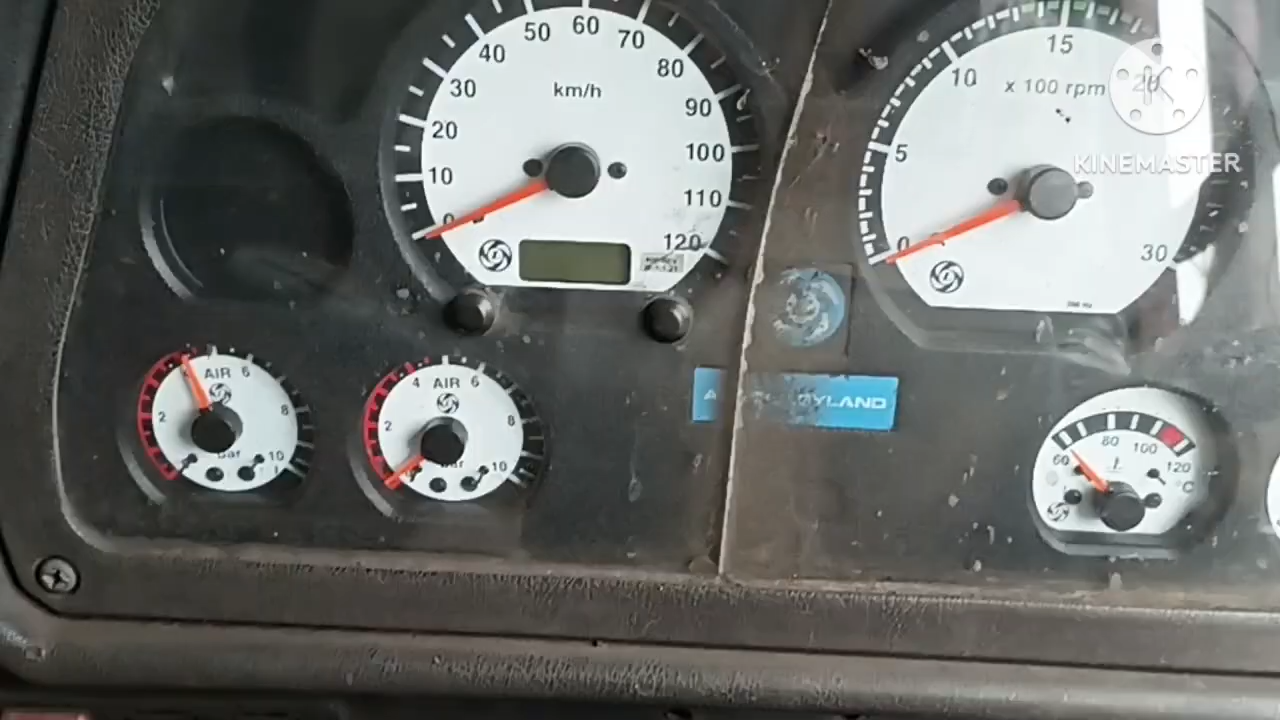 0 10 20 30 40 50 60 70 80 90 100 110 120
km/h
0 5 10 15 20 30
x 100 rpm
KINEMASTER
2 AIR 6 8 10
bar
2 4 AIR 6 8 10
A
YLAND
60 80 100 120
C